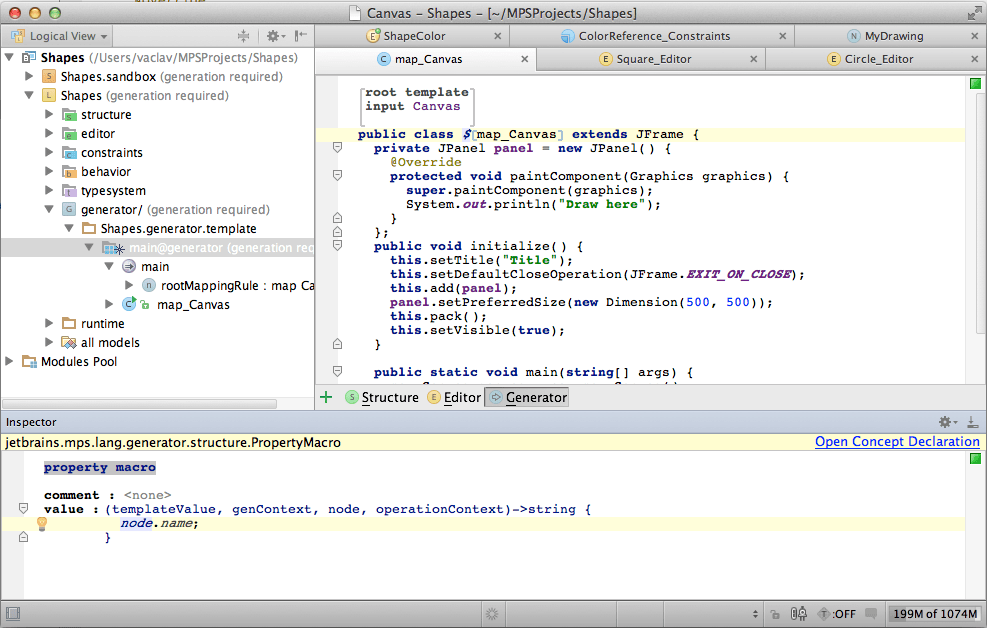 Canvas – Shapes – [~/MPSProjects/Shapes]
Logical View
ShapeColor
ColorReference_Constraints
MyDrawing
map_Canvas
Square_Editor
Circle_Editor
Shapes (/Users/vaclav/MPSProjects/Shapes)
Shapes.sandbox (generation required)
Shapes (generation required)
structure
editor
constraints
behavior
typesystem
generator/ (generation required)
Shapes.generator.template
main@generator (generation req
main
rootMappingRule : map Ca
map_Canvas
runtime
all models
Modules Pool
root template
input Canvas
public class $[map_Canvas] extends JFrame {
private JPanel panel = new JPanel() {
@Override
protected void paintComponent(Graphics graphics) {
super.paintComponent(graphics);
System.out.println("Draw here");
}
};
public void initialize() {
this.setTitle("Title");
this.setDefaultCloseOperation(JFrame.EXIT_ON_CLOSE);
this.add(panel);
panel.setPreferredSize(new Dimension(500, 500));
this.pack();
this.setVisible(true);
}
public static void main(string[] args) {
Structure
Editor
Generator
Inspector
jetbrains.mps.lang.generator.structure.PropertyMacro
Open Concept Declaration
property macro
comment : <none>
value : (templateValue, genContext, node, operationContext)->string {
node.name;
}
T :OFF
199M of 1074M